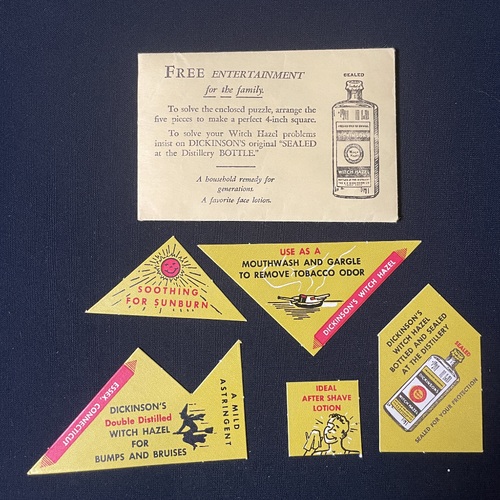 FREE ENTERTAINMENT
for the family.
To solve the enclosed puzzle, arrange the
five pieces to make a perfect 4-inch square.
To solve your Witch Hazel problems
insist on DICKINSON'S original "SEALED
at the Distillery BOTTLE."
A household remedy for
generations.
A favorite face lotion.
SEALED
WITCH HAZEL
SOOTHING
FOR SUNBURN
USE AS A
MOUTHWASH AND GARGLE
TO REMOVE TOBACCO ODOR
DICKINSON'S WITCH HAZEL
DICKINSON'S
WITCH HAZEL
BOTTLED AND SEALED
AT THE DISTILLERY
SEALED
SEALED FOR YOUR PROTECTION
ESSEX, CONNECTICUT
DICKINSON'S
Double Distilled
WITCH HAZEL
FOR
BUMPS AND BRUISES
A MILD
ASTRINGENT
IDEAL
AFTER SHAVE
LOTION